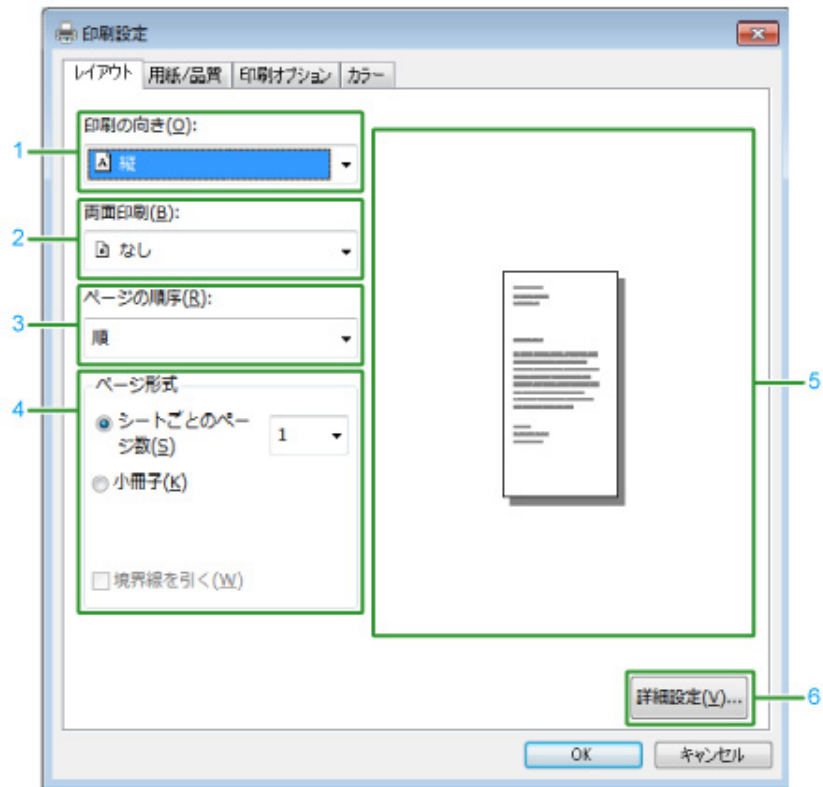 印刷設定
レイアウト 用紙/品質 印刷オプション カラー
印刷の向き(O):
1
縦
両面印刷(B):
2
なし
ページの順序(R):
3
順
ページ形式
4
シートごとのペー
ジ数(S)
1
小冊子(K)
境界線を引く(W)
5
詳細設定(V)...
6
OK キャンセル